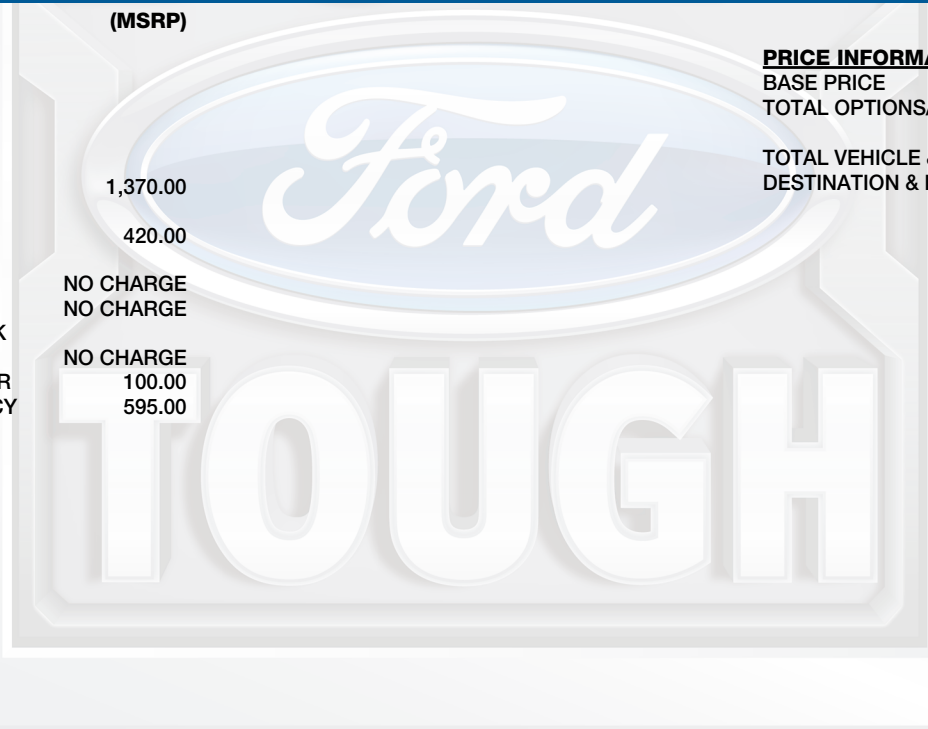 (MSRP)
1,370.00
420.00
NO CHARGE
NO CHARGE
K
NO CHARGE
R 100.00
CY 595.00
PRICE INFORMA
BASE PRICE
TOTAL OPTIONS/
TOTAL VEHICLE &
DESTINATION & 
Ford
TOUGH